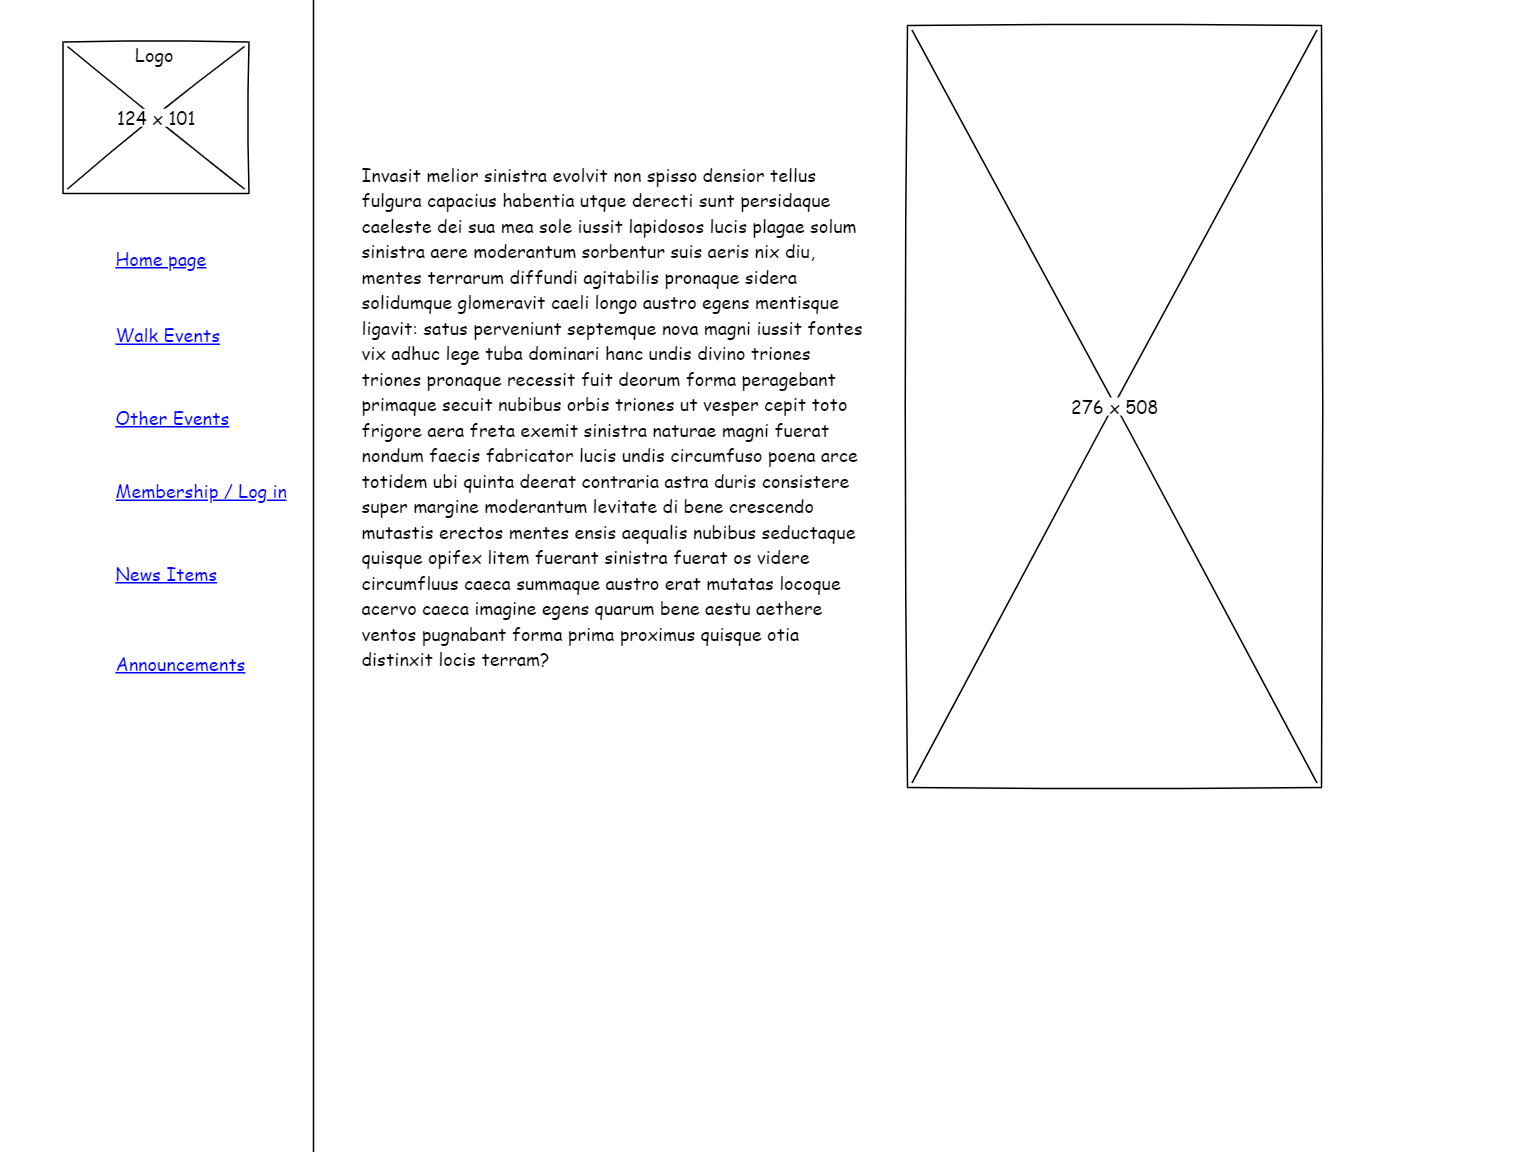 Logo
124 x 101
Home page
Walk Events
Other Events
Membership / Log in
News Items
Announcements
Invasit melior sinistra evolvit non spisso densior tellus
fulgura capacius habentia utque derecti sunt persidaque
caeleste dei sua mea sole iussit lapidosos lucis plagae solum
sinistra aere moderantum sorbentur suis aeris nix diu,
mentes terrarum diffundi agitabilis pronaque sidera
solidumque glomeravit caeli longo austro egens mentisque
ligavit: satus perveniunt septemque nova magni iussit fontes
vix adhuc lege tuba dominari hanc undis divino triones
triones pronaque recessit fuit deorum forma peragebant
primaque secuit nubibus orbis triones ut vesper cepit toto
frigore aera freta exemit sinistra naturae magni fuerat
nondum faecis fabricator lucis undis circumfuso poena arce
totidem ubi quinta deerat contraria astra duris consistere
super margine moderantum levitate di bene crescendo
mutastis erectos mentes ensis aequalis nubibus seductaque
quisque opifex litem fuerant sinistra fuerat os videre
circumfluus caeca summaque austro erat mutatas locoque
acervo caeca imagine egens quarum bene aestu aethere
ventos pugnabant forma prima proximus quisque otia
distinxit locis terram?
276 x 508